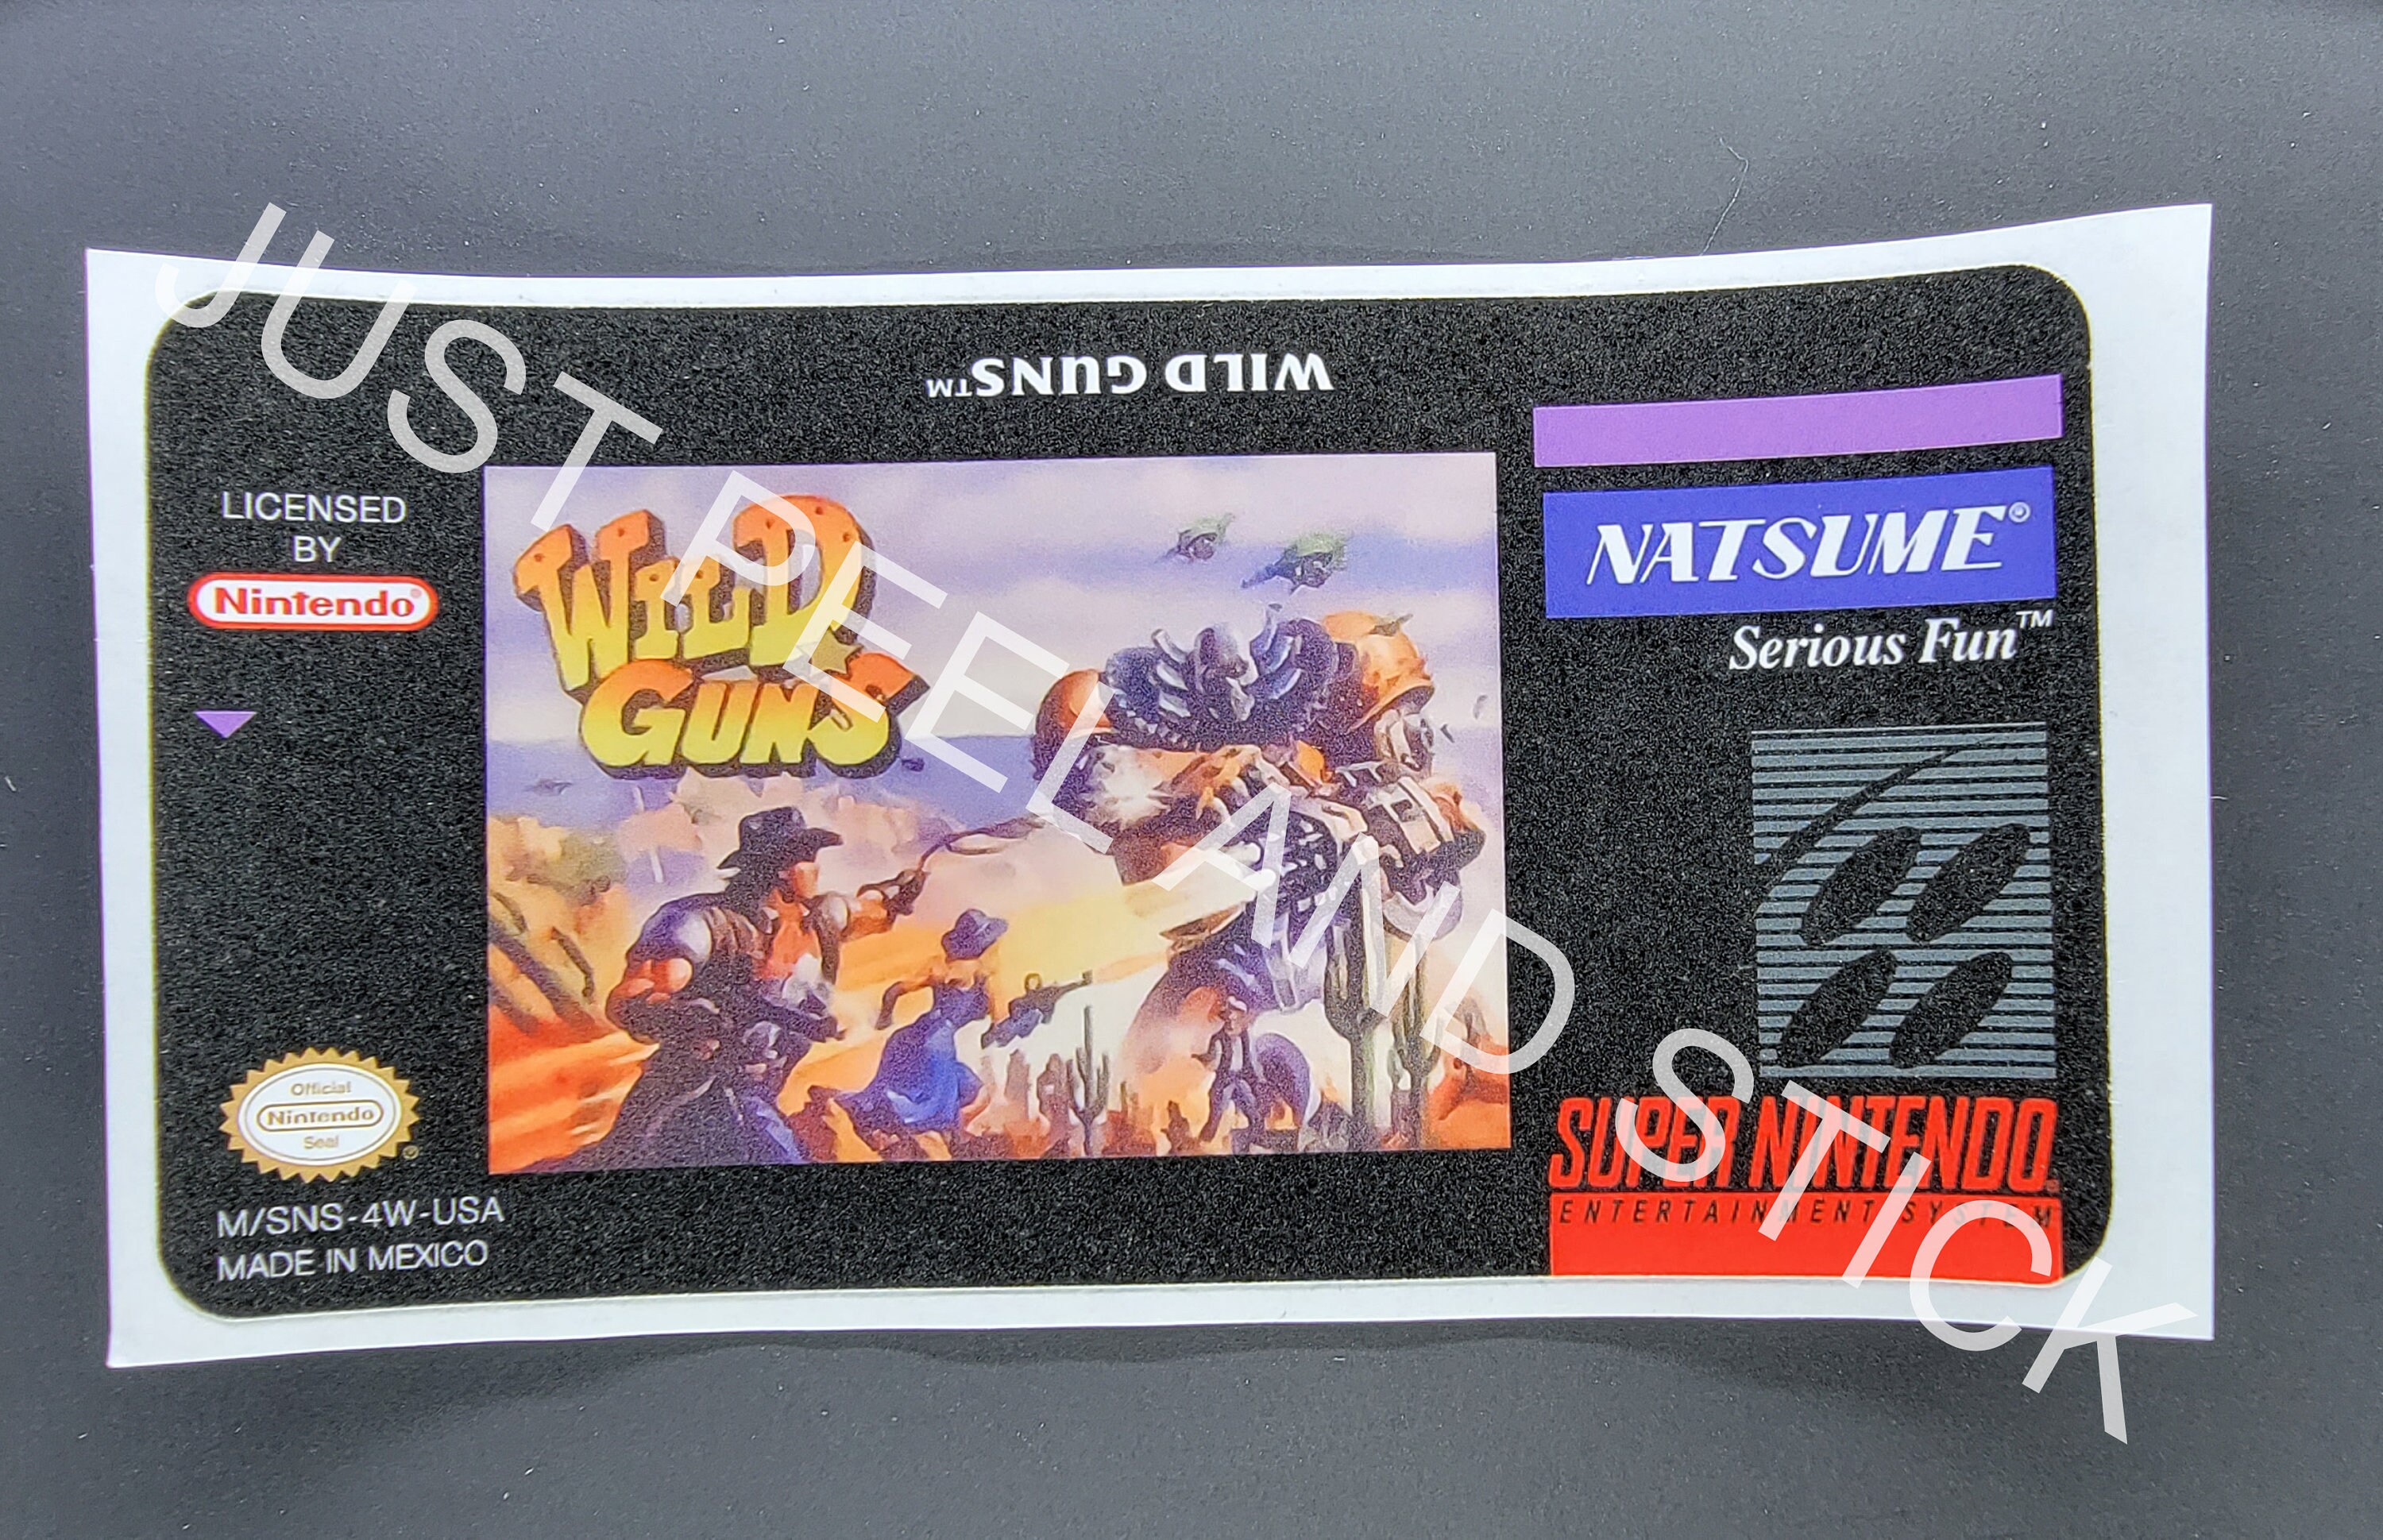 WILD GUNS™
LICENSED
BY
Nintendo®
WILD
GUNS
NATSUME®
Serious Fun™
Official
Nintendo
Seal
®
M/SNS-4W-USA
MADE IN MEXICO
SUPER NINTENDO®
ENTERTAINMENT SYSTEM
JUST PEEL AND STICK